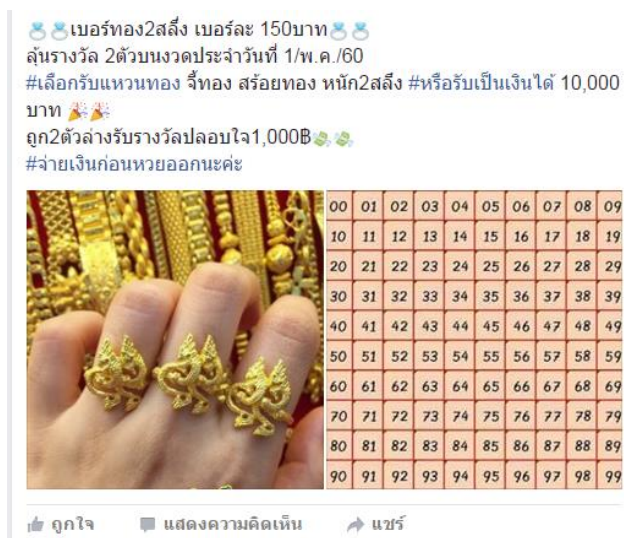 💍💍เบอร์ทอง2สลึ่ง เบอร์ละ 150บาท💍💍
ลุ้นรางวัล 2ตัวบนงวดประจำวันที่ 1/พ.ค./60
#เลือกรับแหวนทอง จี้ทอง สร้อยทอง หนัก2สลึง #หรือรับเป็นเงินได้ 10,000
บาท 🎉🎉
ถูก2ตัวล่างรับรางวัลปลอบใจ1,000฿💸💸
#จ่ายเงินก่อนหวยออกนะค่ะ
00 01 02 03 04 05 06 07 08 09
10 11 12 13 14 15 16 17 18 19
20 21 22 23 24 25 26 27 28 29
30 31 32 33 34 35 36 37 38 39
40 41 42 43 44 45 46 47 48 49
50 51 52 53 54 55 56 57 58 59
60 61 62 63 64 65 66 67 68 69
70 71 72 73 74 75 76 77 78 79
80 81 82 83 84 85 86 87 88 89
90 91 92 93 94 95 96 97 98 99
ถูกใจ แสดงความคิดเห็น แชร์